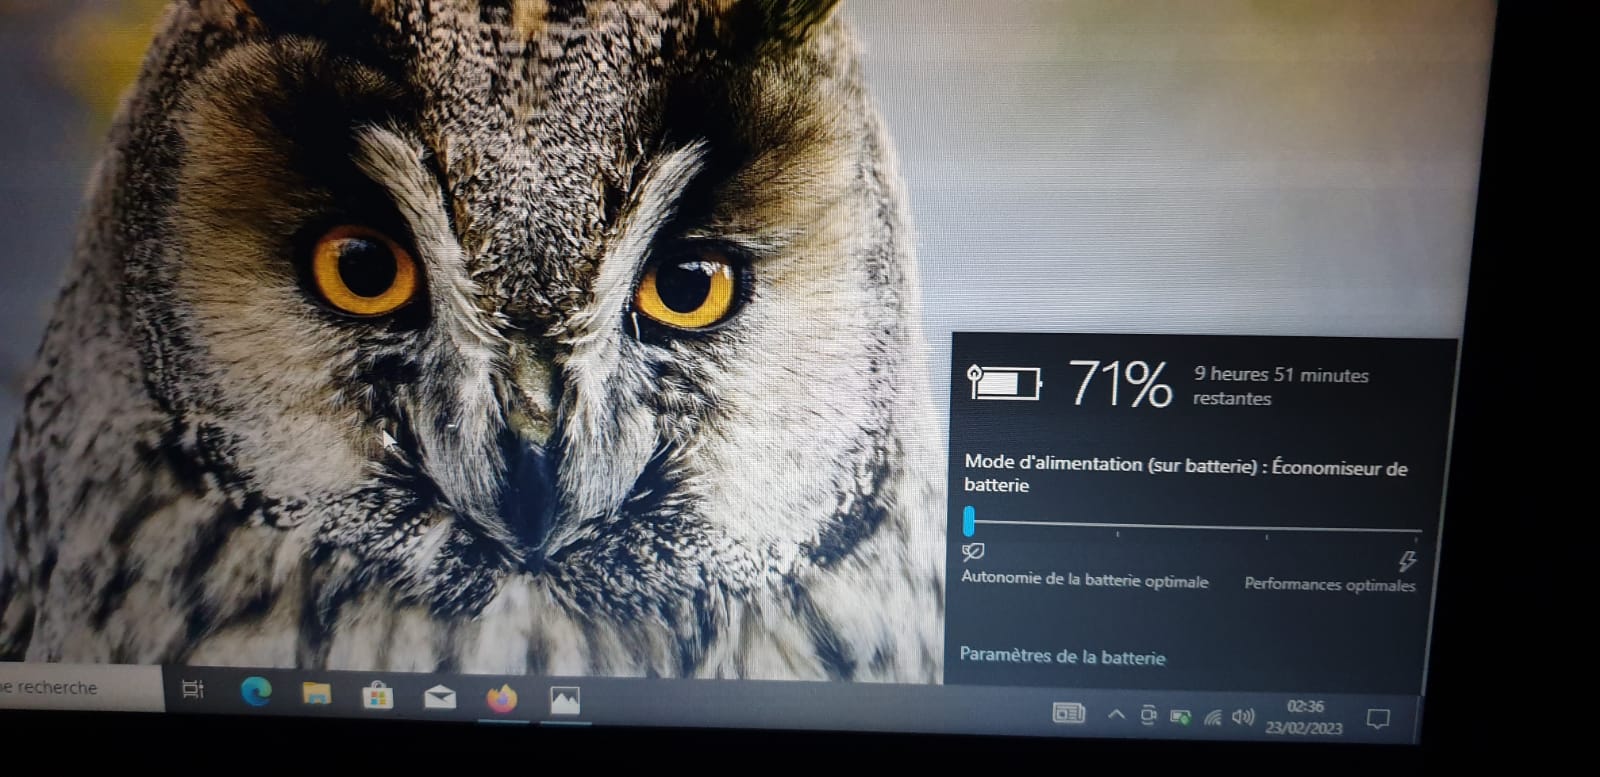 71%
9 heures 51 minutes
restantes
Mode d'alimentation (sur batterie) : Économiseur de
batterie
Autonomie de la batterie optimale
Performances optimales
Paramètres de la batterie
recherche
02:36
23/02/2023